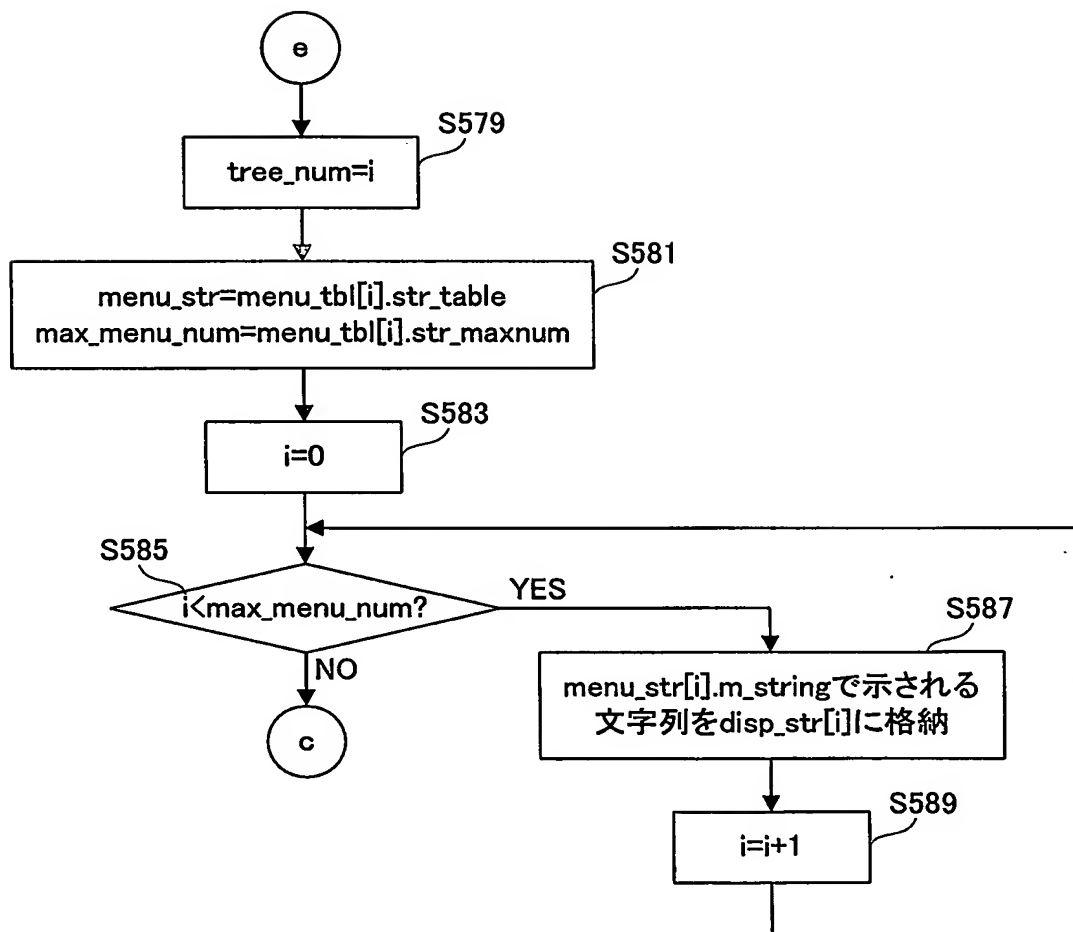 e
S579
tree_num=i
S581
menu_str=menu_tbl[i].str_table
max_menu_num=menu_tbl[i].str_maxnum
S583
i=0
S585
i<max_menu_num?
YES
NO
c
S587
menu_str[i].m_stringで示される
文字列をdisp_str[i]に格納
S589
i=i+1